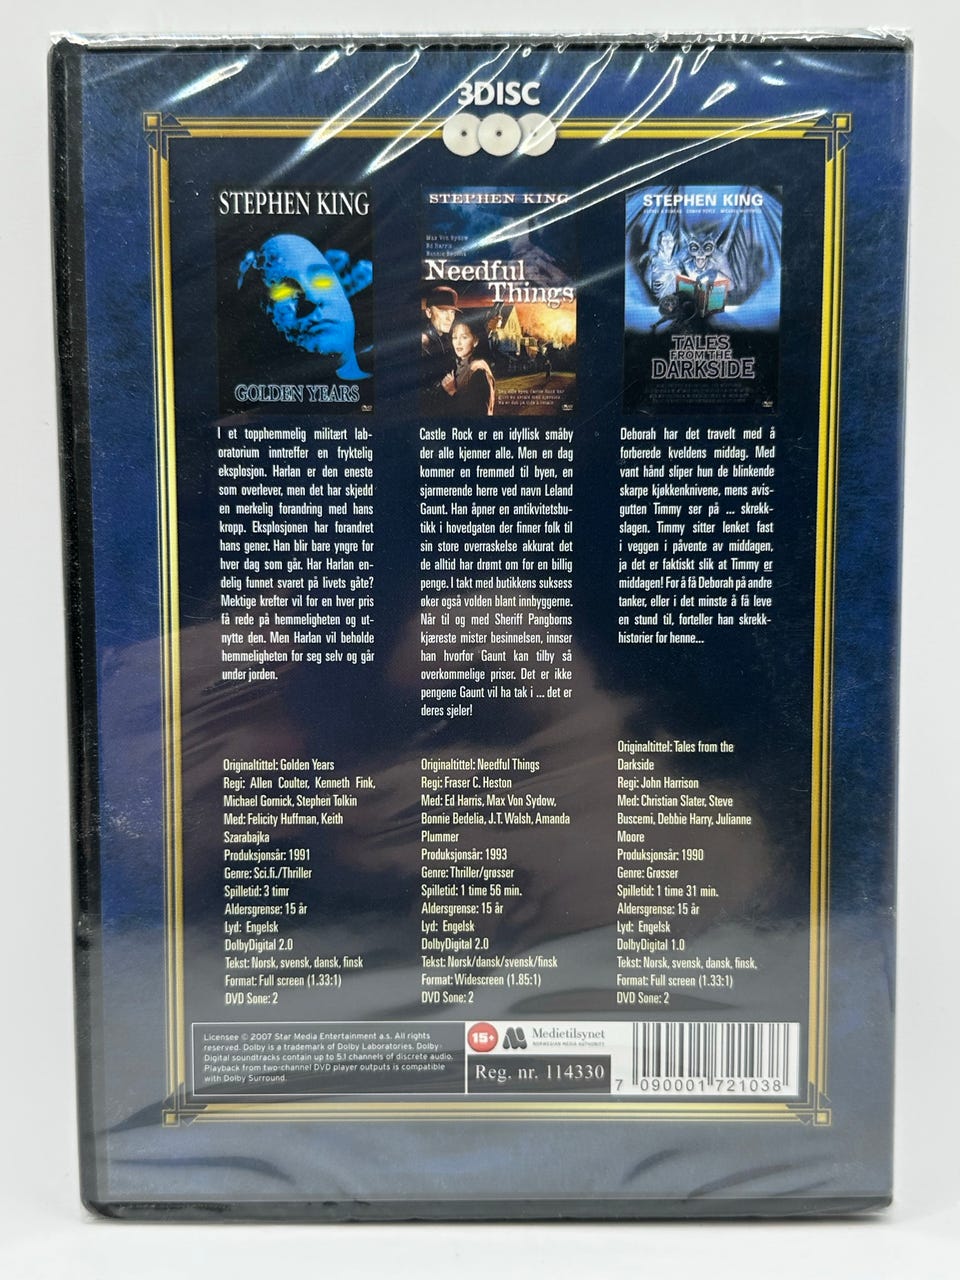 3DISC
STEPHEN KING
GOLDEN YEARS
STEPHEN KING
Max Von Sydow
Ed Harris
Bonnie Bedelia
Needful
Things
STEPHEN KING
TALES
FROM THE
DARKSIDE
I et topphemmelig militært lab-
oratorium inntreffer en fryktelig
eksplosjon. Harlan er den eneste
som overlever, men det har skjedd
en merkelig forandring med hans
kropp. Eksplosjonen har forandret
hans gener. Han blir bare yngre for
hver dag som går. Har Harlan en-
delig funnet svaret på livets gåte?
Mektige krefter vil for en hver pris
få rede på hemmeligheten og ut-
nytte den. Men Harlan vil beholde
hemmeligheten for seg selv og går
under jorden.
Castle Rock er en idyllisk småby
der alle kjenner alle. Men en dag
kommer en fremmed til byen, en
sjarmerende herre ved navn Leland
Gaunt. Han åpner en antikvitetsbu-
tikk i hovedgaten der finner folk til
sin store overraskelse akkurat det
de alltid har drømt om for en billig
penge. I takt med butikkens suksess
øker også volden blant innbyggerne.
Når til og med Sheriff Pangborns
kjæreste mister besinnelsen, innser
han hvorfor Gaunt kan tilby så
overkommelige priser. Det er ikke
pengene Gaunt vil ha tak i ... det er
deres sjeler!
Deborah har det travelt med å
forberede kveldens middag. Med
vant hånd sliper hun de blinkende
skarpe kjøkkenknivene, mens avis-
gutten Timmy ser på ... skrekk-
slagen. Timmy sitter lenket fast
i veggen i påvente av middagen,
ja det er faktiskt slik at Timmy er
middagen! For å få Deborah på andre
tanker, eller i det minste å få leve
en stund til, forteller han skrekk-
historier for henne...
Originaltittel: Golden Years
Regi: Allen Coulter, Kenneth Fink,
Michael Gornick, Stephen Tolkin
Med: Felicity Huffman, Keith
Szarabajka
Produksjonsår: 1991
Genre: Sci.fi./Thriller
Spilletid: 3 timr
Aldersgrense: 15 år
Lyd: Engelsk
DolbyDigital 2.0
Tekst: Norsk, svensk, dansk, finsk
Format: Full screen (1.33:1)
DVD Sone: 2
Originaltittel: Needful Things
Regi: Fraser C. Heston
Med: Ed Harris, Max Von Sydow,
Bonnie Bedelia, J.T. Walsh, Amanda
Plummer
Produksjonsår: 1993
Genre: Thriller/grøsser
Spilletid: 1 time 56 min.
Aldersgrense: 15 år
Lyd: Engelsk
DolbyDigital 2.0
Tekst: Norsk/dansk/svensk/finsk
Format: Widescreen (1.85:1)
DVD Sone: 2
Originaltittel: Tales from the
Darkside
Regi: John Harrison
Med: Christian Slater, Steve
Buscemi, Debbie Harry, Julianne
Moore
Produksjonsår: 1990
Genre: Grøsser
Spilletid: 1 time 31 min.
Aldersgrense: 15 år
Lyd: Engelsk
DolbyDigital 1.0
Tekst: Norsk, svensk, dansk, finsk,
Format: Full screen (1.33:1)
DVD Sone: 2
Licensee © 2007 Star Media Entertainment a.s. All rights
reserved. Dolby is a trademark of Dolby Laboratories. Dolby-
Digital soundtracks contain up to 5.1 channels of discrete audio.
Playback from two-channel DVD player outputs is compatible
with Dolby Surround.
15+
Medietilsynet
NORWEGIAN MEDIA AUTHORITY
Reg. nr. 114330
7 090001 721038